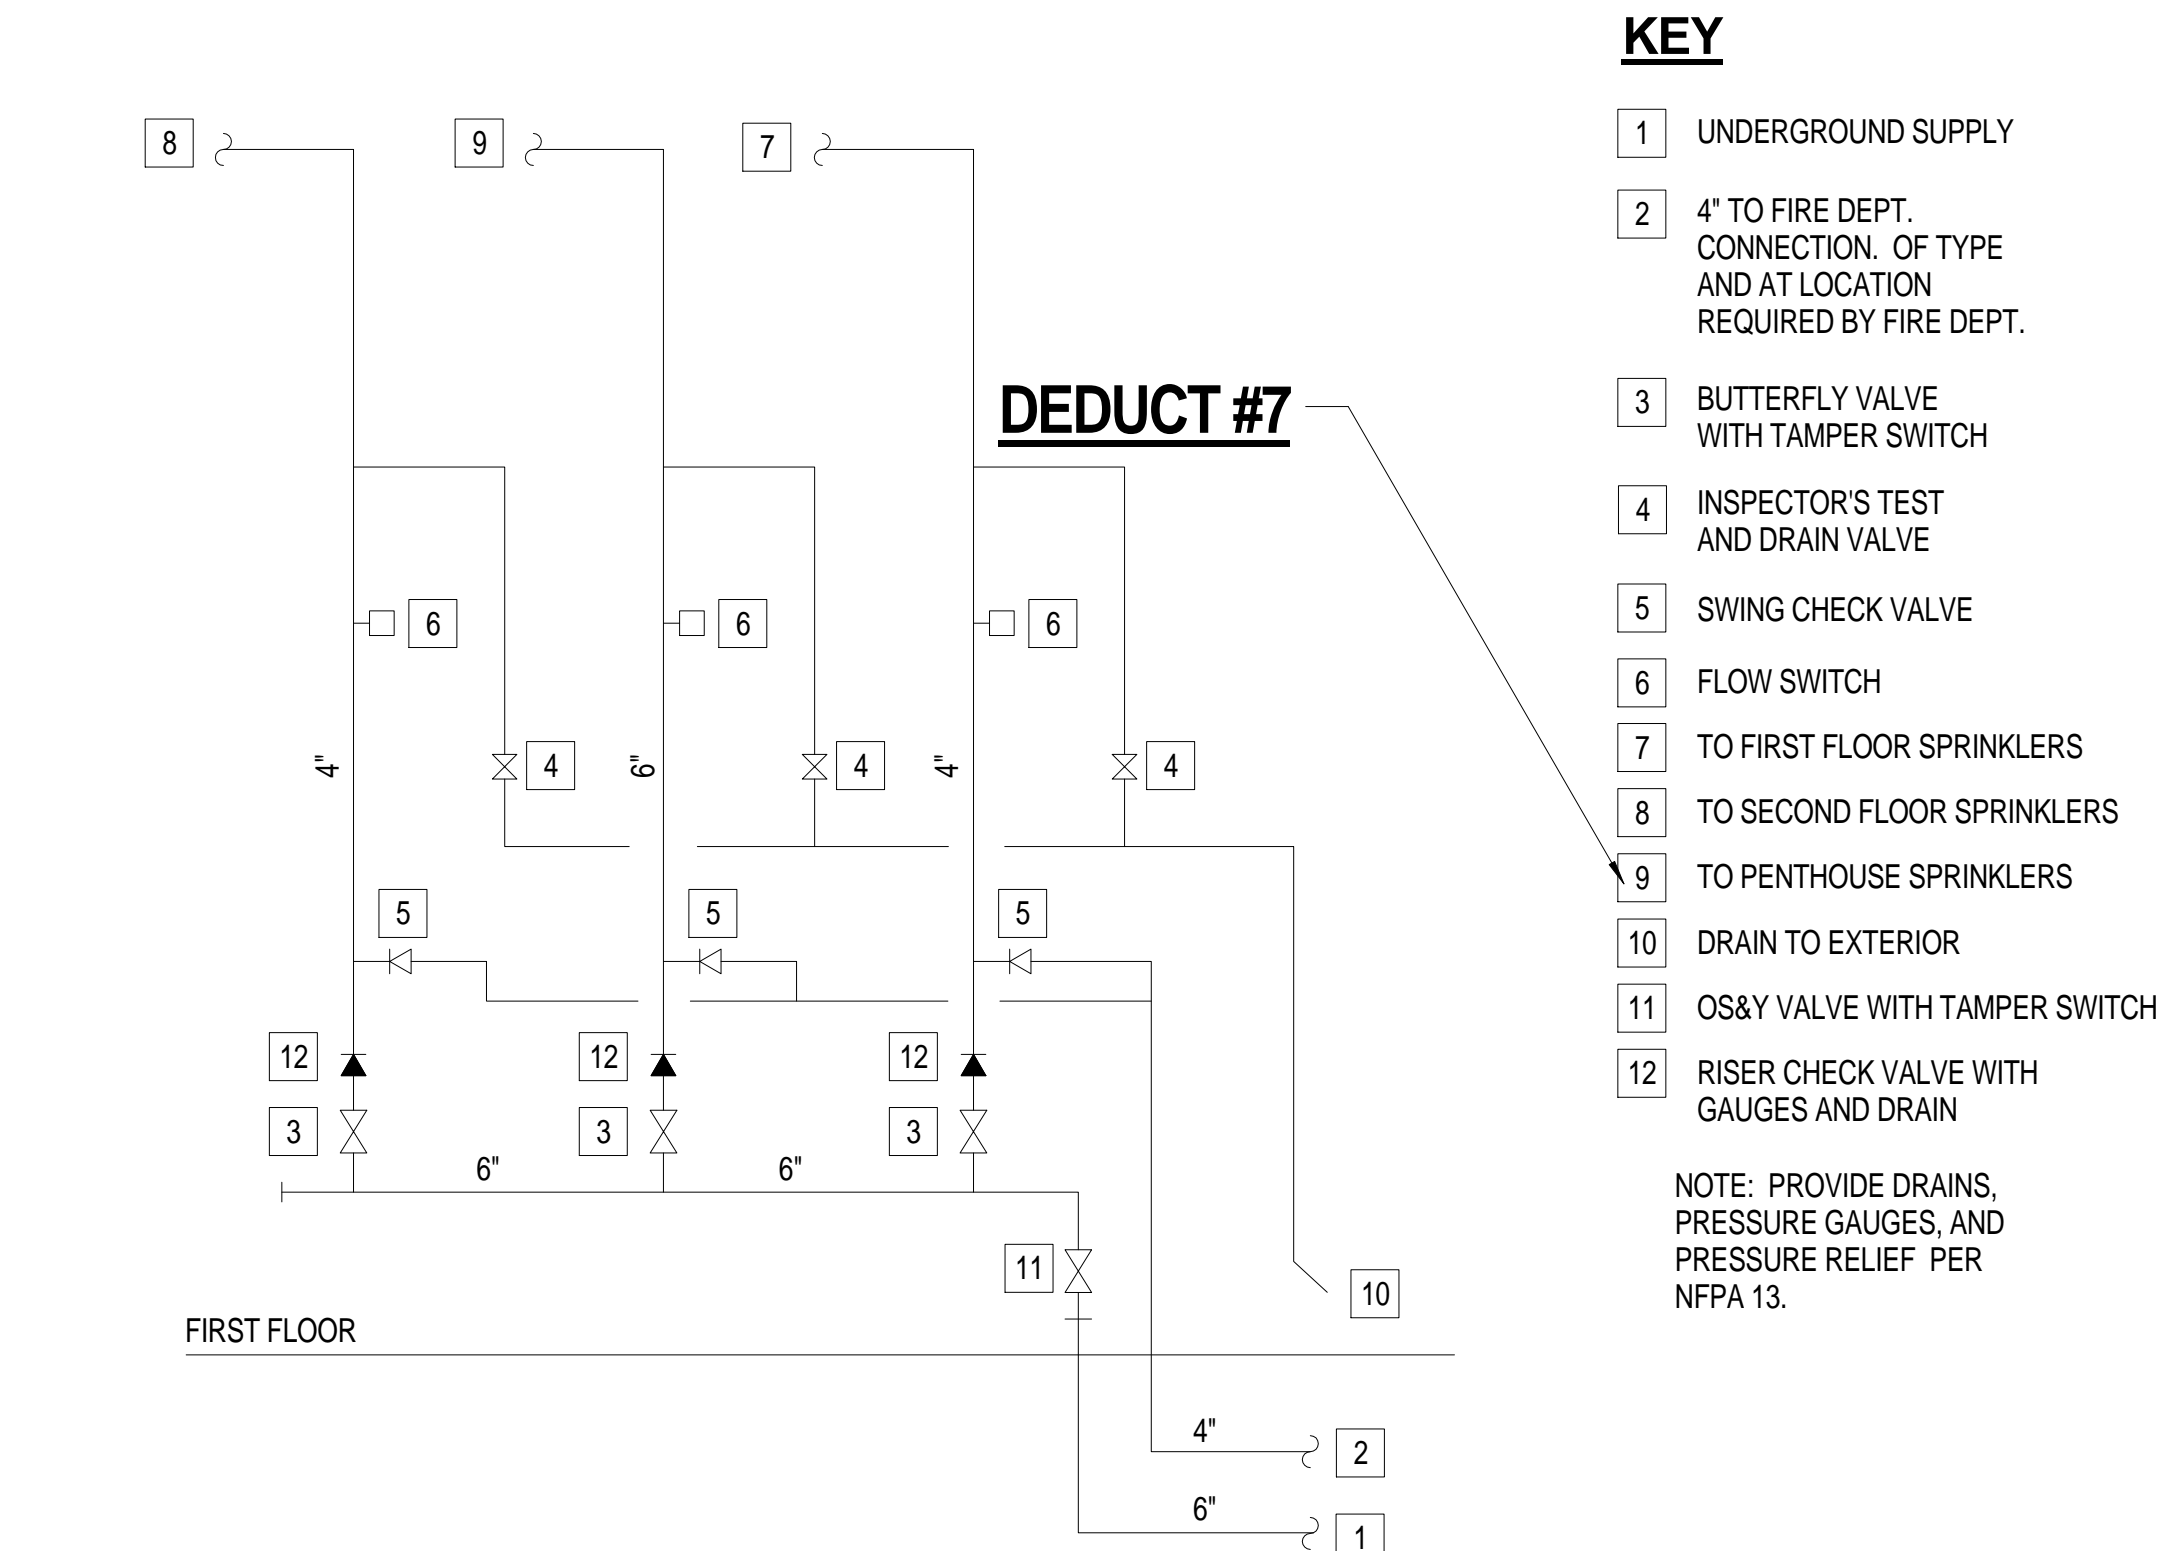 KEY
8
9
7
DEDUCT #7
6
6
6
4"
4
6"
4
4"
4
5
5
5
12
12
12
3
3
3
6"
6"
11
10
FIRST FLOOR
4"
2
6"
1
1 UNDERGROUND SUPPLY
2 4" TO FIRE DEPT.
CONNECTION. OF TYPE
AND AT LOCATION
REQUIRED BY FIRE DEPT.
3 BUTTERFLY VALVE
WITH TAMPER SWITCH
4 INSPECTOR'S TEST
AND DRAIN VALVE
5 SWING CHECK VALVE
6 FLOW SWITCH
7 TO FIRST FLOOR SPRINKLERS
8 TO SECOND FLOOR SPRINKLERS
9 TO PENTHOUSE SPRINKLERS
10 DRAIN TO EXTERIOR
11 OS&Y VALVE WITH TAMPER SWITCH
12 RISER CHECK VALVE WITH
GAUGES AND DRAIN
NOTE: PROVIDE DRAINS,
PRESSURE GAUGES, AND
PRESSURE RELIEF PER
NFPA 13.